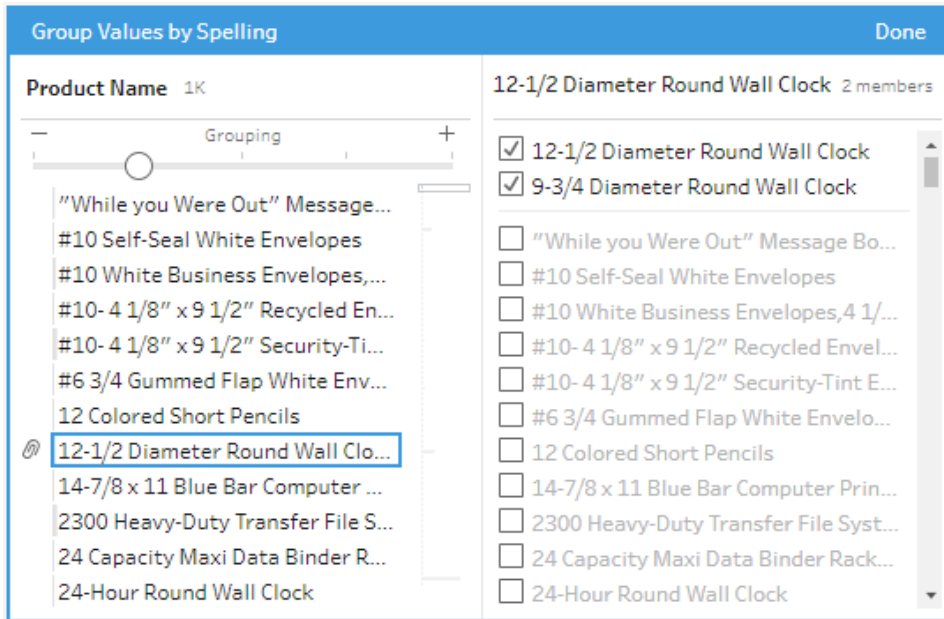 Group Values by Spelling Done
Product Name 1K
− Grouping +
"While you Were Out" Message...
#10 Self-Seal White Envelopes
#10 White Business Envelopes,...
#10- 4 1/8" x 9 1/2" Recycled En...
#10- 4 1/8" x 9 1/2" Security-Ti...
#6 3/4 Gummed Flap White Env...
12 Colored Short Pencils
12-1/2 Diameter Round Wall Clo...
14-7/8 x 11 Blue Bar Computer ...
2300 Heavy-Duty Transfer File S...
24 Capacity Maxi Data Binder R...
24-Hour Round Wall Clock
12-1/2 Diameter Round Wall Clock 2 members
12-1/2 Diameter Round Wall Clock
9-3/4 Diameter Round Wall Clock
"While you Were Out" Message Bo...
#10 Self-Seal White Envelopes
#10 White Business Envelopes,4 1/...
#10- 4 1/8" x 9 1/2" Recycled Envel...
#10- 4 1/8" x 9 1/2" Security-Tint E...
#6 3/4 Gummed Flap White Envelo...
12 Colored Short Pencils
14-7/8 x 11 Blue Bar Computer Prin...
2300 Heavy-Duty Transfer File Syst...
24 Capacity Maxi Data Binder Rack...
24-Hour Round Wall Clock